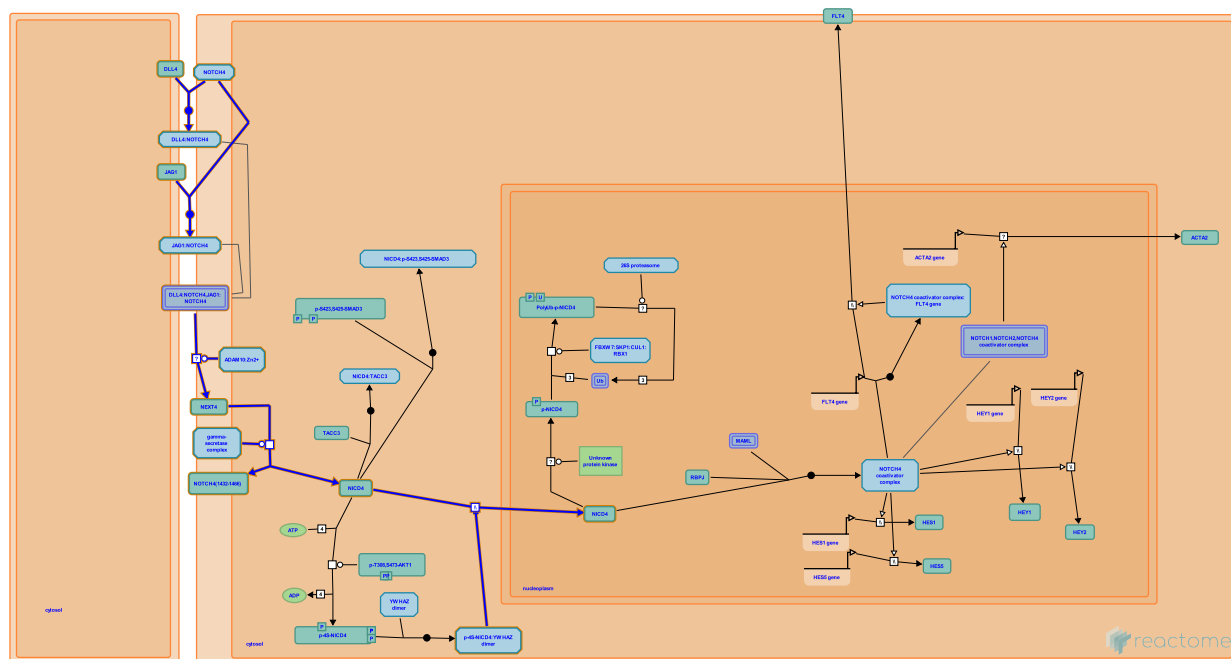 FLT4
DLL4
NOTCH4
DLL4:NOTCH4
JAG1
JAG1:NOTCH4
DLL4:NOTCH4,JAG1:
NOTCH4
?
ADAM10:Zn2+
NEXT4
gamma-
secretase
complex
NOTCH4(1432-1466)
NICD4:p-S423,S425-SMAD3
p-S423,S425-SMAD3
P
P
NICD4:TACC3
TACC3
NICD4
ATP
4
p-T308,S473-AKT1
ADP
4
P
p-4S-NICD4
P
P
YWHAZ
dimer
p-4S-NICD4:YWHAZ
dimer
26S proteasome
P
U
PolyUb-p-NICD4
?
FBXW7:SKP1:CUL1:
RBX1
3
Ub
3
P
p-NICD4
?
Unknown
protein kinase
NICD4
MAML
RBPJ
NOTCH4
coactivator
complex
ACTA2 gene
?
ACTA2
NOTCH4 coactivator complex:
FLT4 gene
NOTCH1,NOTCH2,NOTCH4
coactivator complex
FLT4 gene
HEY1 gene
HEY2 gene
HEY1
HEY2
HES1 gene
HES1
HES5 gene
HES5
nucleoplasm
cytosol
cytosol
reactome